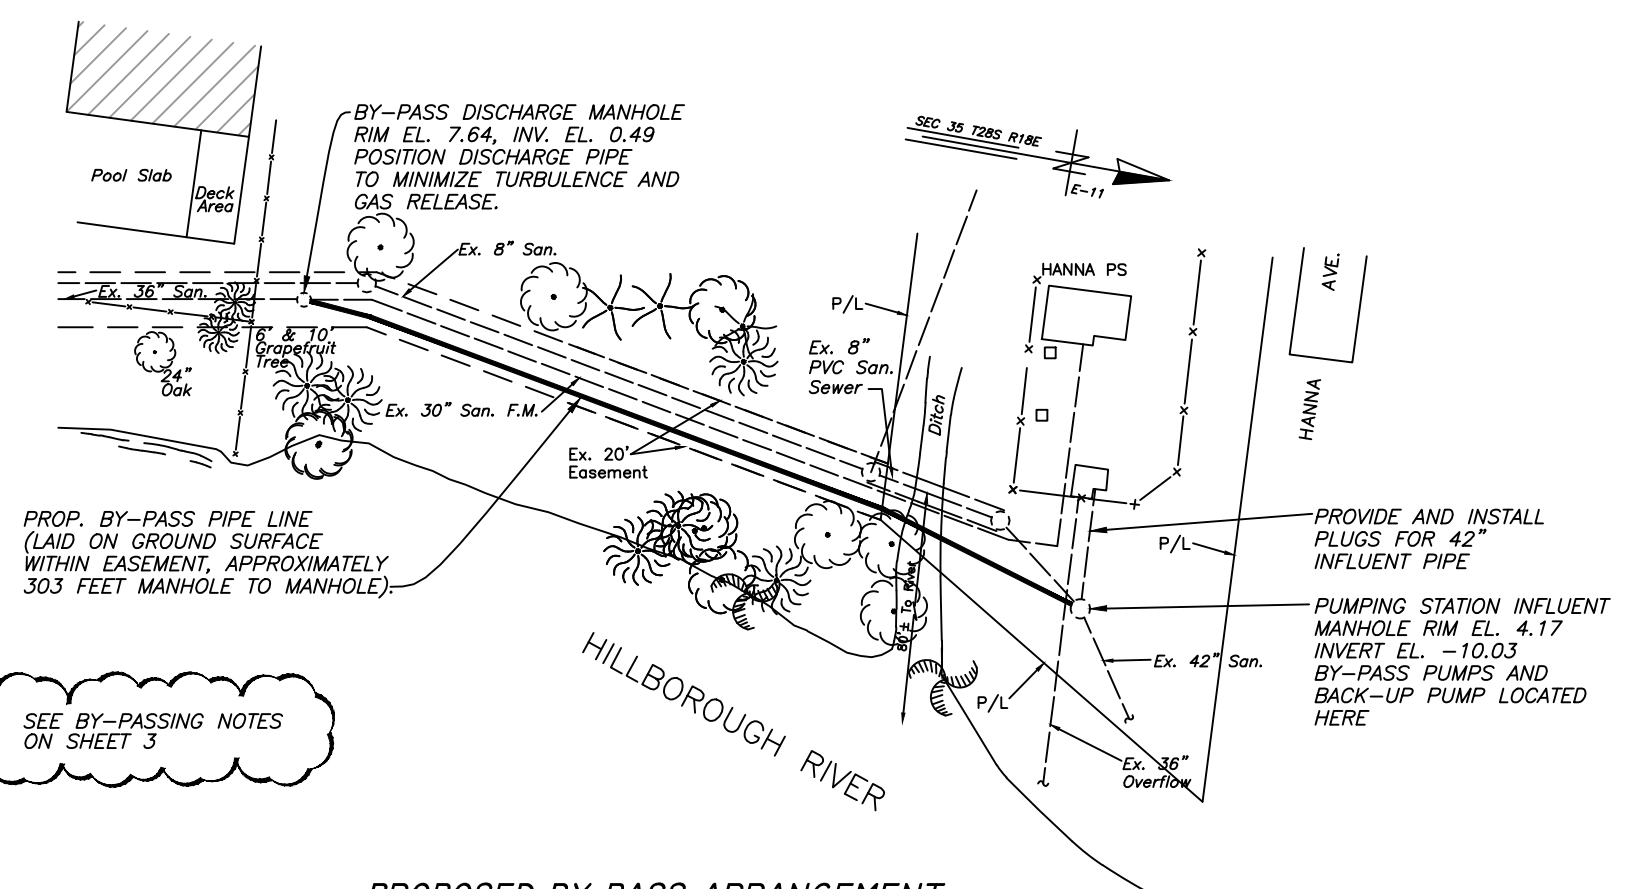 BY-PASS DISCHARGE MANHOLE
RIM EL. 7.64, INV. EL. 0.49
POSITION DISCHARGE PIPE
TO MINIMIZE TURBULENCE AND
GAS RELEASE.
SEC 35 T28S R18E
E-11
Pool Slab
Deck
Area
Ex. 8" San.
Ex. 36" San.
6' & 10'
Grapefruit
Tree
24"
Oak
Ex. 30" San. F.M.
Ex. 20'
Easement
P/L
Ex. 8"
PVC San.
Sewer
Ditch
HANNA PS
HANNA
AVE.
PROP. BY-PASS PIPE LINE
(LAID ON GROUND SURFACE
WITHIN EASEMENT, APPROXIMATELY
303 FEET MANHOLE TO MANHOLE).
PROVIDE AND INSTALL
PLUGS FOR 42"
INFLUENT PIPE
P/L
PUMPING STATION INFLUENT
MANHOLE RIM EL. 4.17
INVERT EL. -10.03
BY-PASS PUMPS AND
BACK-UP PUMP LOCATED
HERE
80'± To River
Ex. 42" San.
P/L
Ex. 36"
Overflow
HILLBOROUGH RIVER
SEE BY-PASSING NOTES
ON SHEET 3
PROPOSED BY-PASS ARRANGEMENT